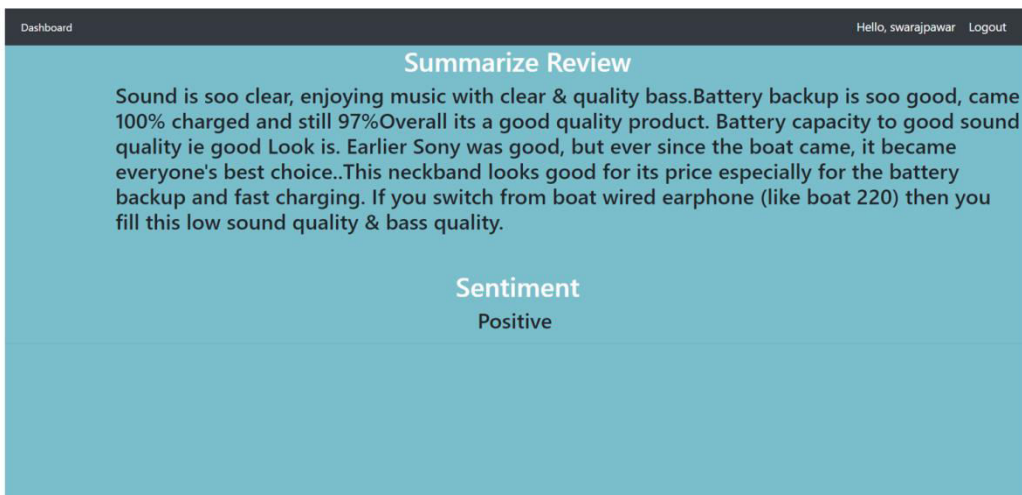 Dashboard Hello, swarajpawar Logout
Summarize Review
Sound is soo clear, enjoying music with clear & quality bass.Battery backup is soo good, came
100% charged and still 97%Overall its a good quality product. Battery capacity to good sound
quality ie good Look is. Earlier Sony was good, but ever since the boat came, it became
everyone's best choice..This neckband looks good for its price especially for the battery
backup and fast charging. If you switch from boat wired earphone (like boat 220) then you
fill this low sound quality & bass quality.
Sentiment
Positive